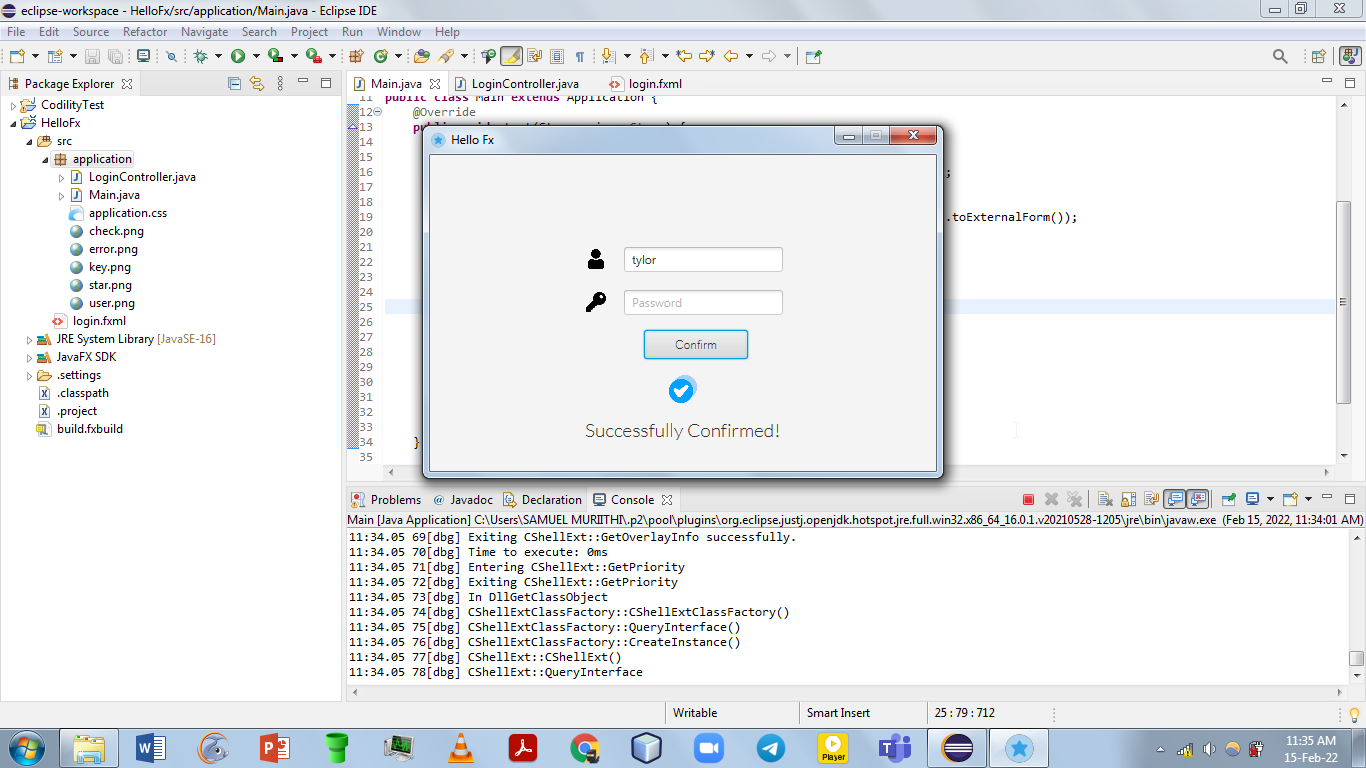 eclipse-workspace - HelloFx/src/application/Main.java - Eclipse IDE
File Edit Source Refactor Navigate Search Project Run Window Help
Package Explorer
CodilityTest
HelloFx
src
application
LoginController.java
Main.java
application.css
check.png
error.png
key.png
star.png
user.png
login.fxml
JRE System Library [JavaSE-16]
JavaFX SDK
.settings
.classpath
.project
build.fxbuild
Main.java LoginController.java login.fxml
11 public class Main extends Application {
12 @Override
13
14
15
16 ;
17
18
19 .toExternalForm());
20
21
22
23
24
25
26
27
28
29
30
31
32
33
34 }
35
Hello Fx
tylor
Password
Confirm
Successfully Confirmed!
Problems @ Javadoc Declaration Console
Main [Java Application] C:\Users\SAMUEL MURIITHI\.p2\pool\plugins\org.eclipse.justj.openjdk.hotspot.jre.full.win32.x86_64_16.0.1.v20210528-1205\jre\bin\javaw.exe (Feb 15, 2022, 11:34:01 AM)
11:34.05 69[dbg] Exiting CShellExt::GetOverlayInfo successfully.
11:34.05 70[dbg] Time to execute: 0ms
11:34.05 71[dbg] Entering CShellExt::GetPriority
11:34.05 72[dbg] Exiting CShellExt::GetPriority
11:34.05 73[dbg] In DllGetClassObject
11:34.05 74[dbg] CShellExtClassFactory::CShellExtClassFactory()
11:34.05 75[dbg] CShellExtClassFactory::QueryInterface()
11:34.05 76[dbg] CShellExtClassFactory::CreateInstance()
11:34.05 77[dbg] CShellExt::CShellExt()
11:34.05 78[dbg] CShellExt::QueryInterface
Writable Smart Insert 25 : 79 : 712
Player
11:35 AM
15-Feb-22